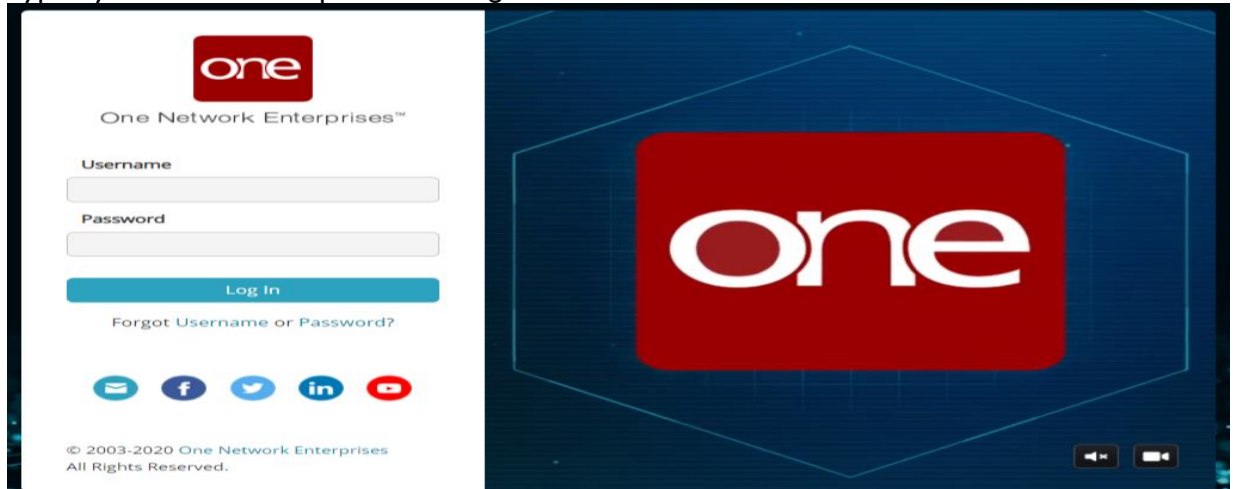 one
One Network Enterprises™
Username
Password
Log In
Forgot Username or Password?
© 2003-2020 One Network Enterprises
All Rights Reserved.
one